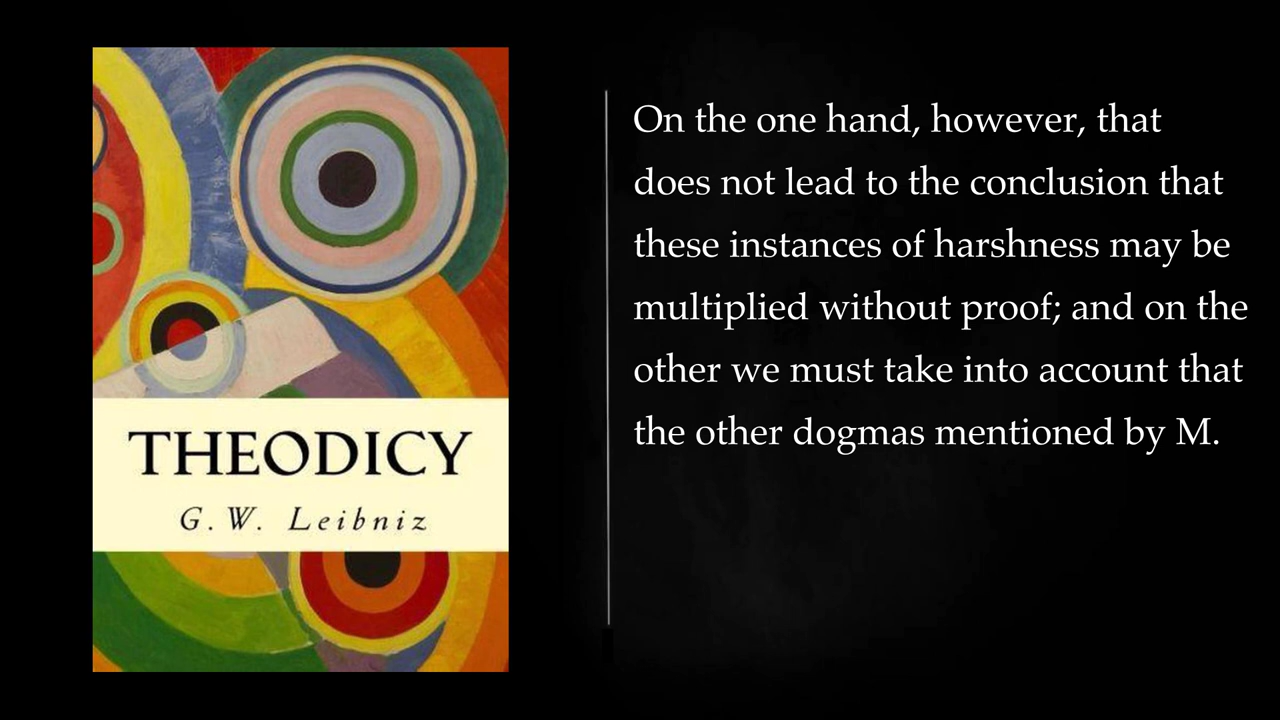 THEODICY
G.W. Leibniz
On the one hand, however, that
does not lead to the conclusion that
these instances of harshness may be
multiplied without proof; and on the
other we must take into account that
the other dogmas mentioned by M.